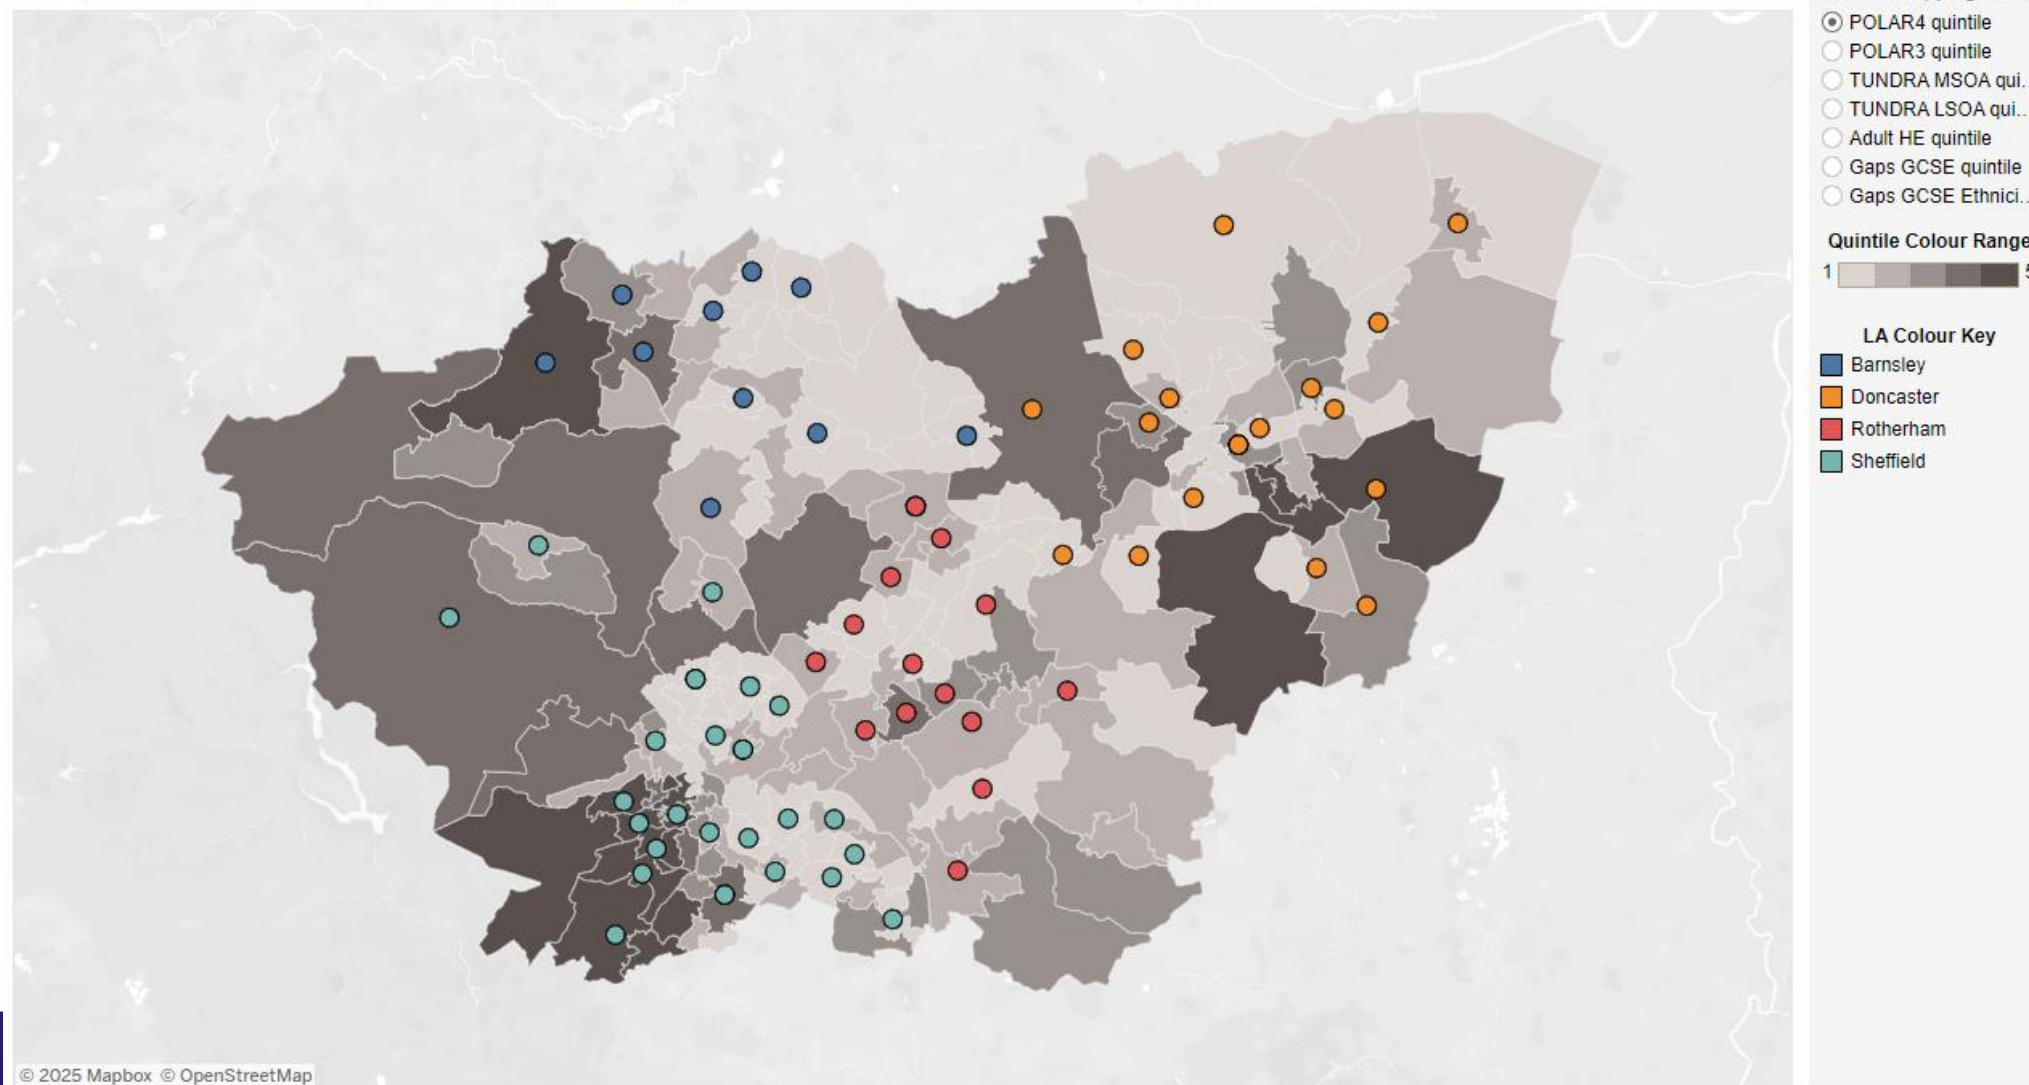 POLAR4 quintile
POLAR3 quintile
TUNDRA MSOA qui..
TUNDRA LSOA qui..
Adult HE quintile
Gaps GCSE quintile
Gaps GCSE Ethnici..
Quintile Colour Range
1 5
LA Colour Key
Barnsley
Doncaster
Rotherham
Sheffield
© 2025 Mapbox © OpenStreetMap